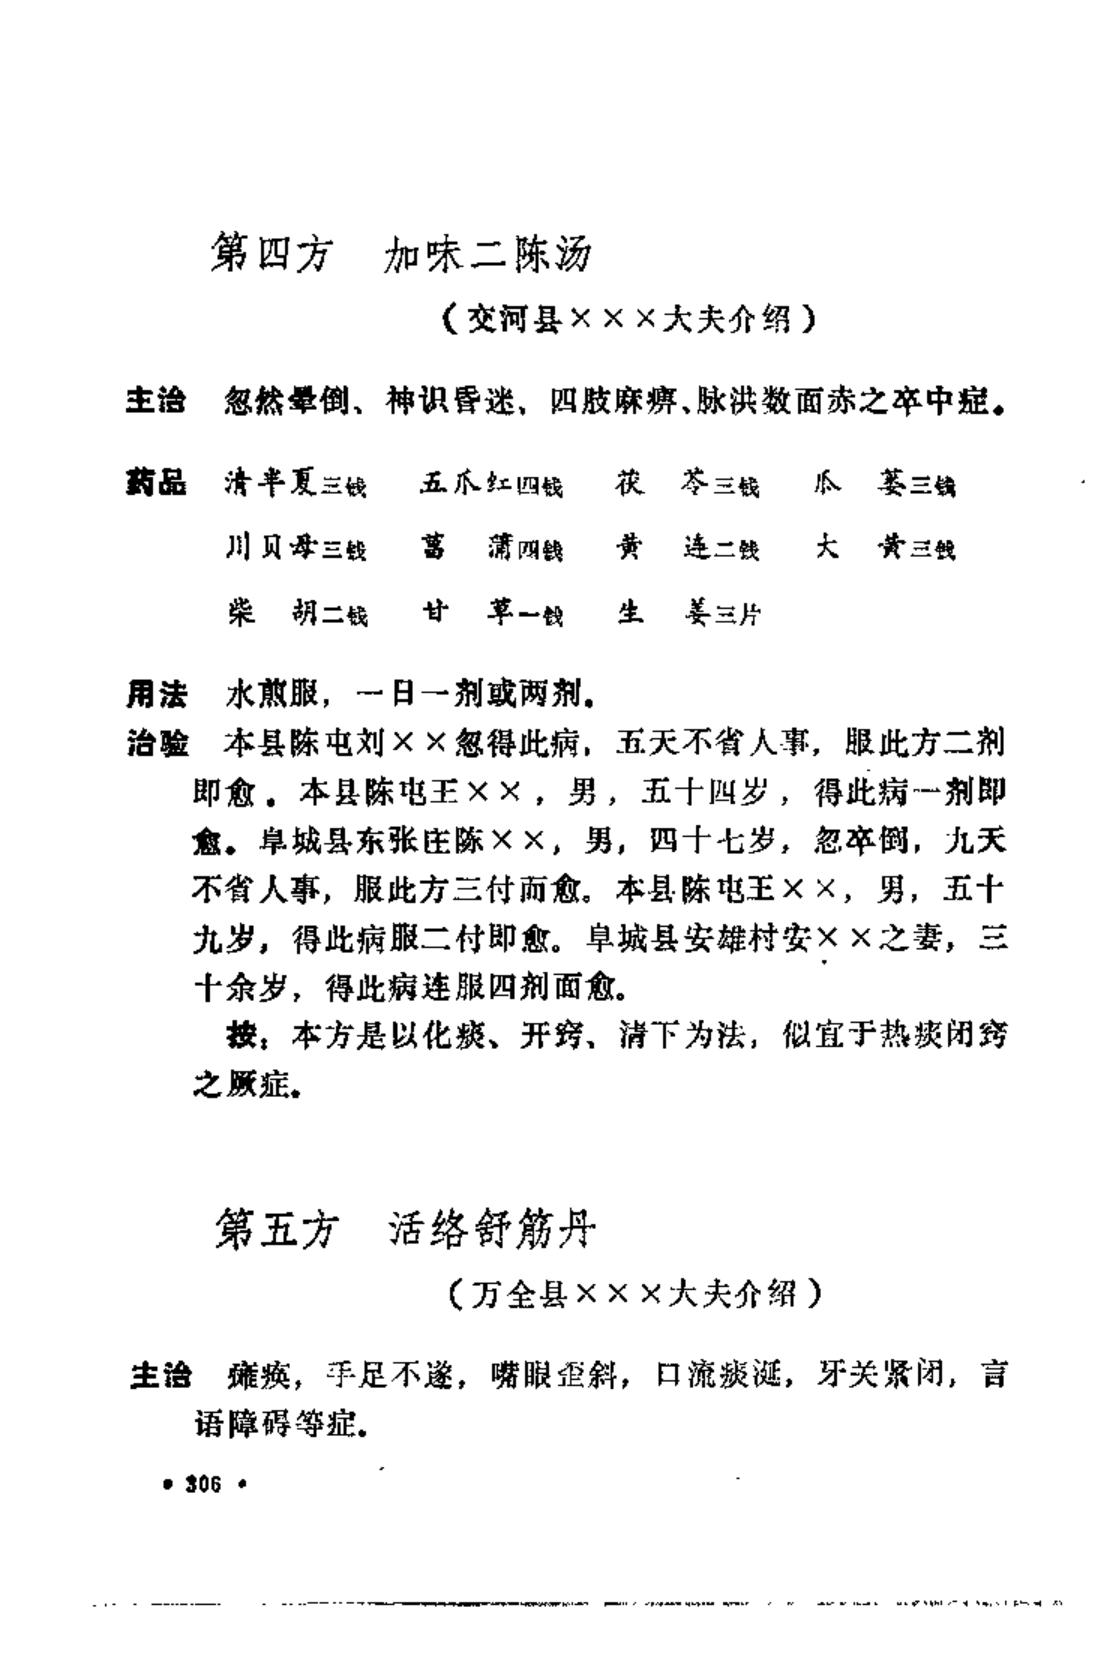 第四方 加味二陈汤
（交河县×××大夫介绍）
主治 忽然晕倒、神识昏迷、四肢麻痹、脉洪数面赤之卒中症。
药品 清半夏三钱 五爪红四钱 茯苓三钱 瓜蒌三钱
川贝母三钱 菖蒲四钱 黄连二钱 大黄三钱
柴胡二钱 甘草一钱 生姜三片
用法 水煎服，一日一剂或两剂。
治验 本县陈屯刘××忽得此病，五天不省人事，服此方二剂
即愈。本县陈屯王××，男，五十四岁，得此病一剂即
愈。阜城县东张庄陈××，男，四十七岁，忽卒倒，九天
不省人事，服此方三付而愈。本县陈屯王××，男，五十
九岁，得此病服二付即愈。阜城县安雄村安××之妻，三
十余岁，得此病连服四剂面愈。
按：本方是以化痰、开窍、清下为法，似宜于热痰闭窍
之厥症。
第五方 活络舒筋丹
（万全县×××大夫介绍）
主治 瘫痪，手足不遂，嘴眼歪斜，口流痰涎，牙关紧闭，言
语障碍等症。
• 306 •